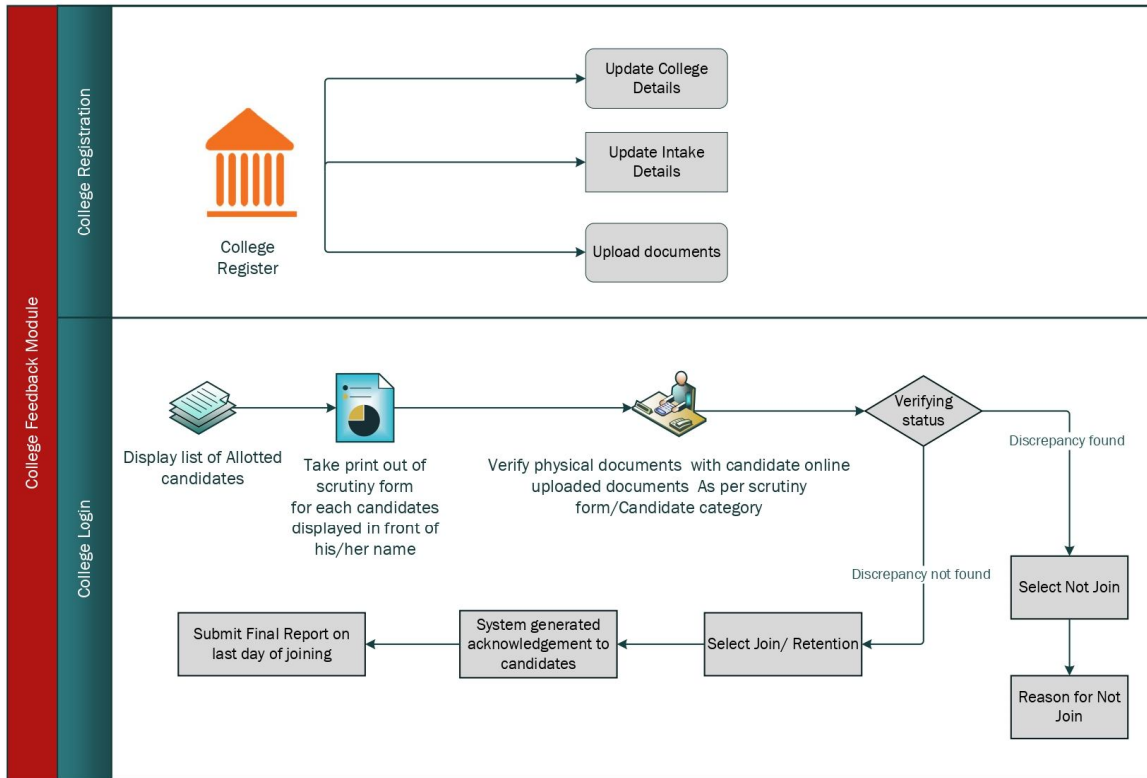 College Feedback Module
College Registration
College
Register
Update College
Details
Update Intake
Details
Upload documents
College Login
Display list of Allotted
candidates
Take print out of
scrutiny form
for each candidates
displayed in front of
his/her name
Verify physical documents with candidate online
uploaded documents As per scrutiny
form/Candidate category
Verifying
status
Discrepancy found
Discrepancy not found
Select Not Join
Reason for Not
Join
Select Join/ Retention
System generated
acknowledgement to
candidates
Submit Final Report on
last day of joining